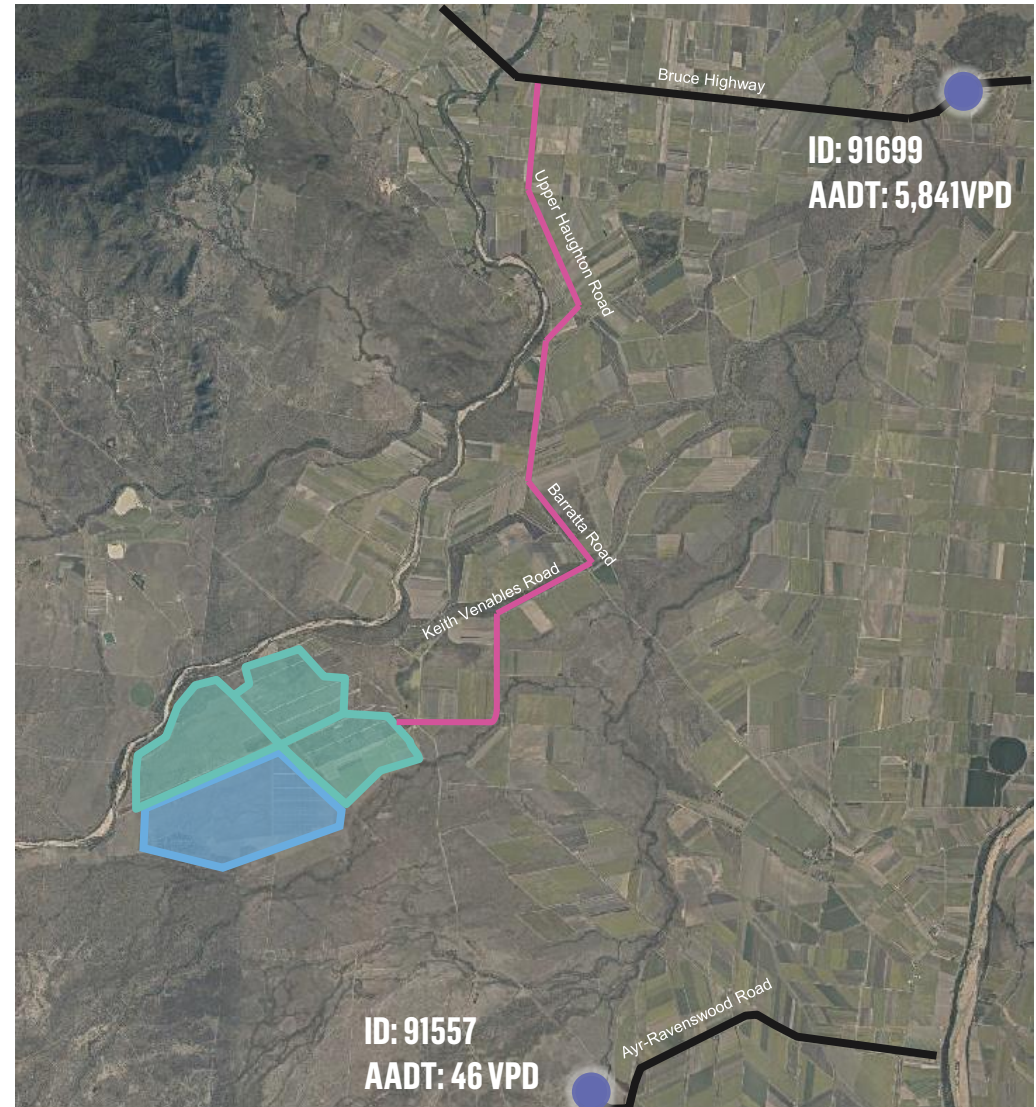 Bruce Highway
ID: 91699
AADT: 5,841VPD
Upper Haughton Road
Barratta Road
Keith Venables Road
Ayr-Ravenswood Road
ID: 91557
AADT: 46 VPD